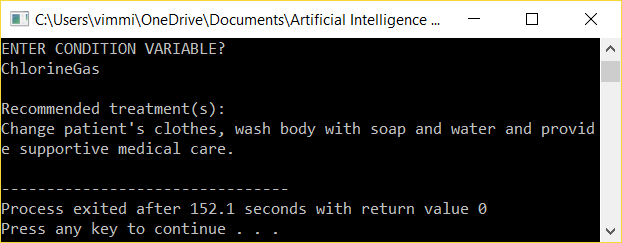 C:\Users\vimmi\OneDrive\Documents\Artificial Intelligence ...
ENTER CONDITION VARIABLE?
ChlorineGas
Recommended treatment(s):
Change patient's clothes, wash body with soap and water and provid
e supportive medical care.
--------------------------------
Process exited after 152.1 seconds with return value 0
Press any key to continue . . .